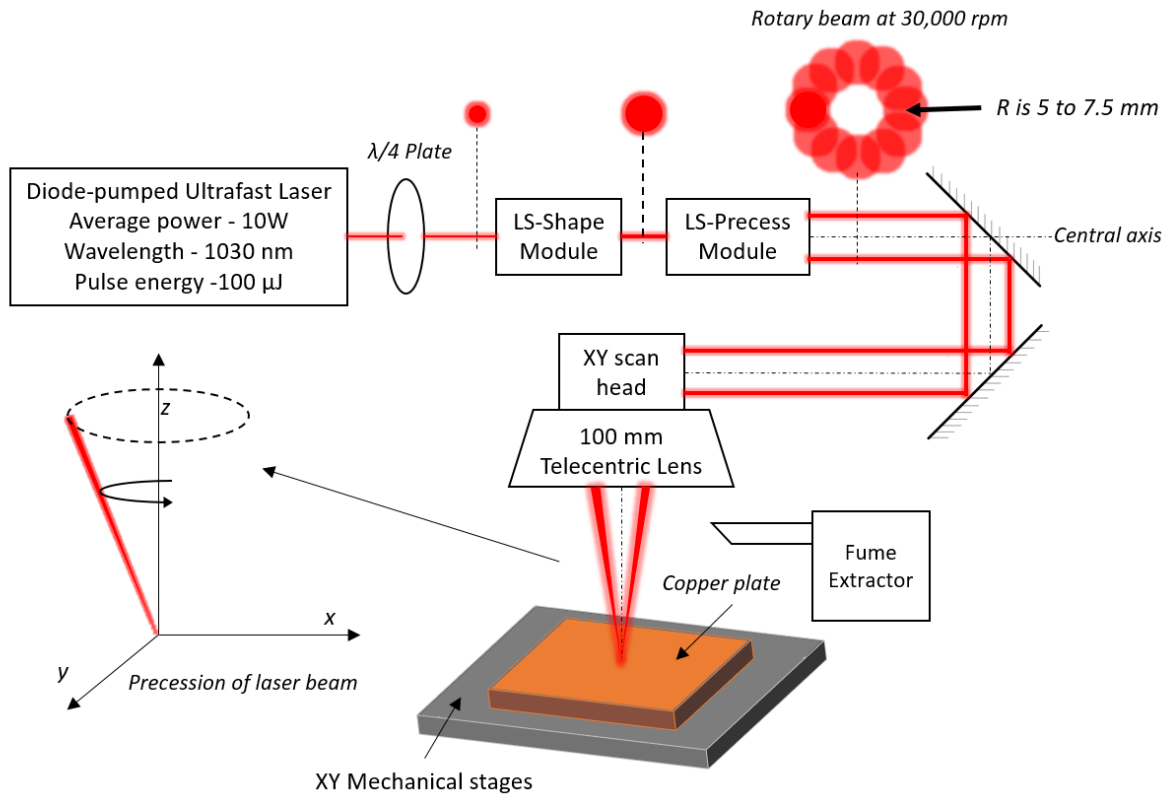 Rotary beam at 30,000 rpm
R is 5 to 7.5 mm
λ/4 Plate
Diode-pumped Ultrafast Laser
Average power - 10W
Wavelength - 1030 nm
Pulse energy -100 µJ
LS-Shape
Module
LS-Precess
Module
Central axis
XY scan
head
100 mm
Telecentric Lens
z
x
y
Precession of laser beam
Fume
Extractor
Copper plate
XY Mechanical stages